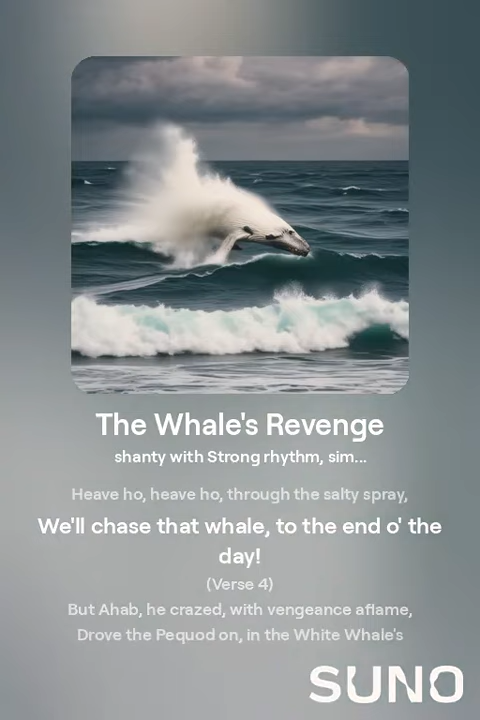 The Whale's Revenge
shanty with Strong rhythm, sim...
Heave ho, heave ho, through the salty spray,
We'll chase that whale, to the end o' the
day!
(Verse 4)
But Ahab, he crazed, with vengeance aflame,
Drove the Pequod on, in the White Whale's
SUNO